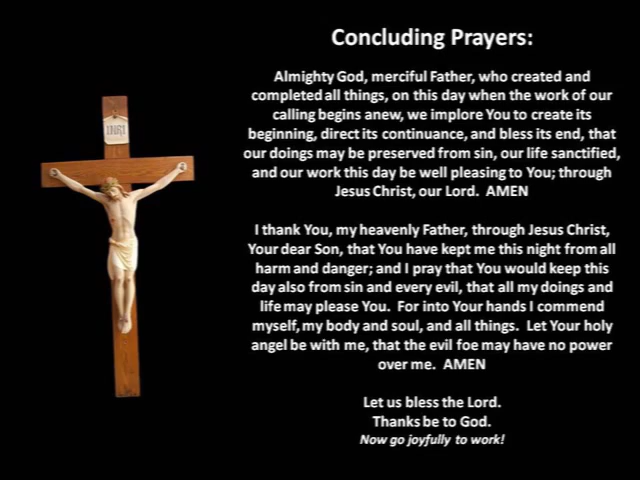 Concluding Prayers:
Almighty God, merciful Father, who created and
completed all things, on this day when the work of our
calling begins anew, we implore You to create its
beginning, direct its continuance, and bless its end, that
our doings may be preserved from sin, our life sanctified,
and our work this day be well pleasing to You; through
Jesus Christ, our Lord.  AMEN
I thank You, my heavenly Father, through Jesus Christ,
Your dear Son, that You have kept me this night from all
harm and danger; and I pray that You would keep this
day also from sin and every evil, that all my doings and
life may please You.  For into Your hands I commend
myself, my body and soul, and all things.  Let Your holy
angel be with me, that the evil foe may have no power
over me.  AMEN
Let us bless the Lord.
Thanks be to God.
Now go joyfully to work!
INRI